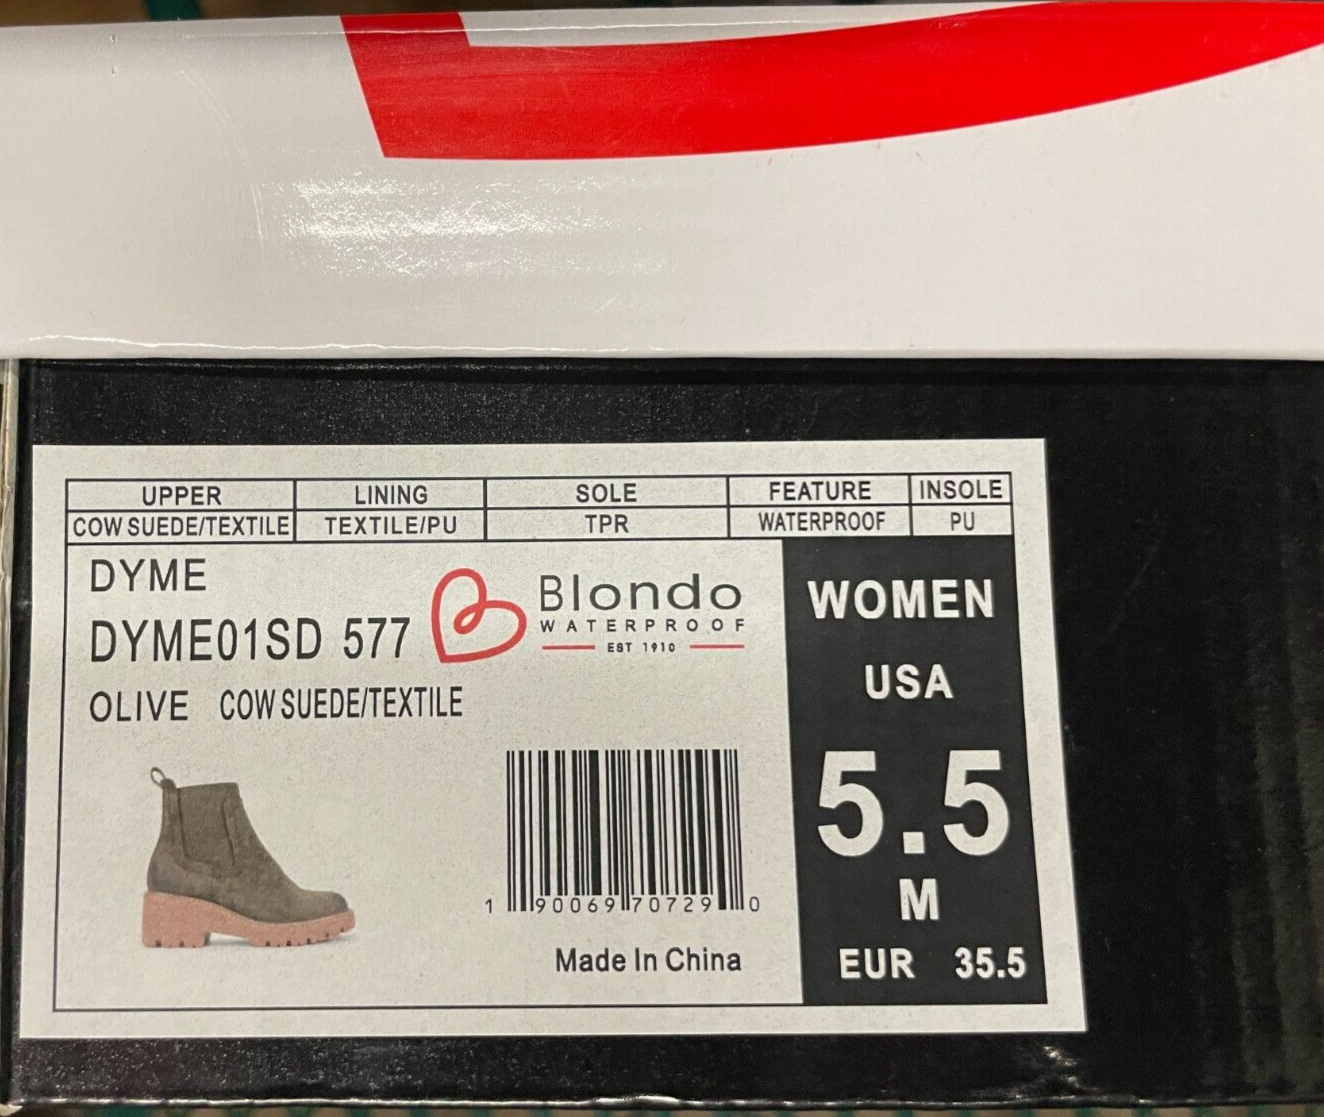 UPPER LINING SOLE FEATURE INSOLE
COW SUEDE/TEXTILE TEXTILE/PU TPR WATERPROOF PU
DYME
DYME01SD 577
OLIVE COW SUEDE/TEXTILE
Blondo
WATERPROOF
EST 1910
1 90069 70729 0
Made In China
WOMEN
USA
5.5
M
EUR 35.5